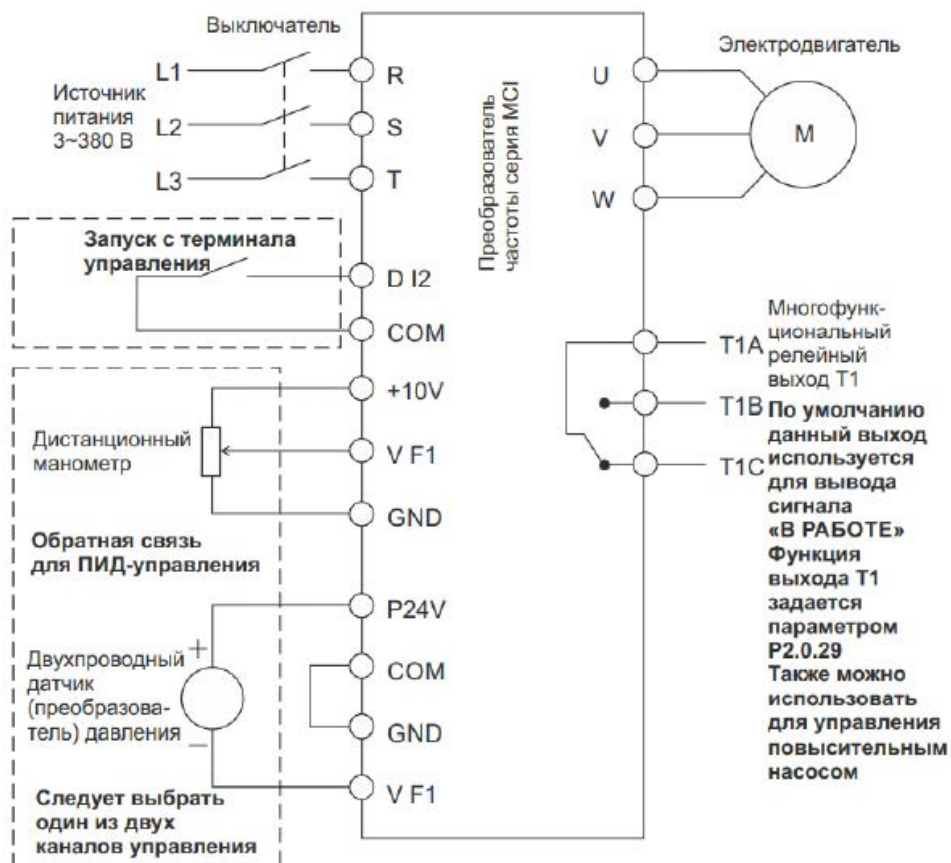 Выключатель
L1
L2
L3
Источник
питания
3~380 В
R
S
T
Преобразователь
частоты серия MCI
U
V
W
Электродвигатель
M
Запуск с терминала
управления
D I2
COM
+10V
V F1
GND
Дистанционный
манометр
Обратная связь
для ПИД-управления
P24V
COM
GND
V F1
+
Двухпроводный
датчик
(преобразова-
тель) давления
–
Следует выбрать
один из двух
каналов управления
T1A
T1B
T1C
Многофунк-
циональный
релейный
выход T1
По умолчанию
данный выход
используется
для вывода
сигнала
«В РАБОТЕ»
Функция
выхода T1
задается
параметром
P2.0.29
Также можно
использовать
для управления
повысительным
насосом